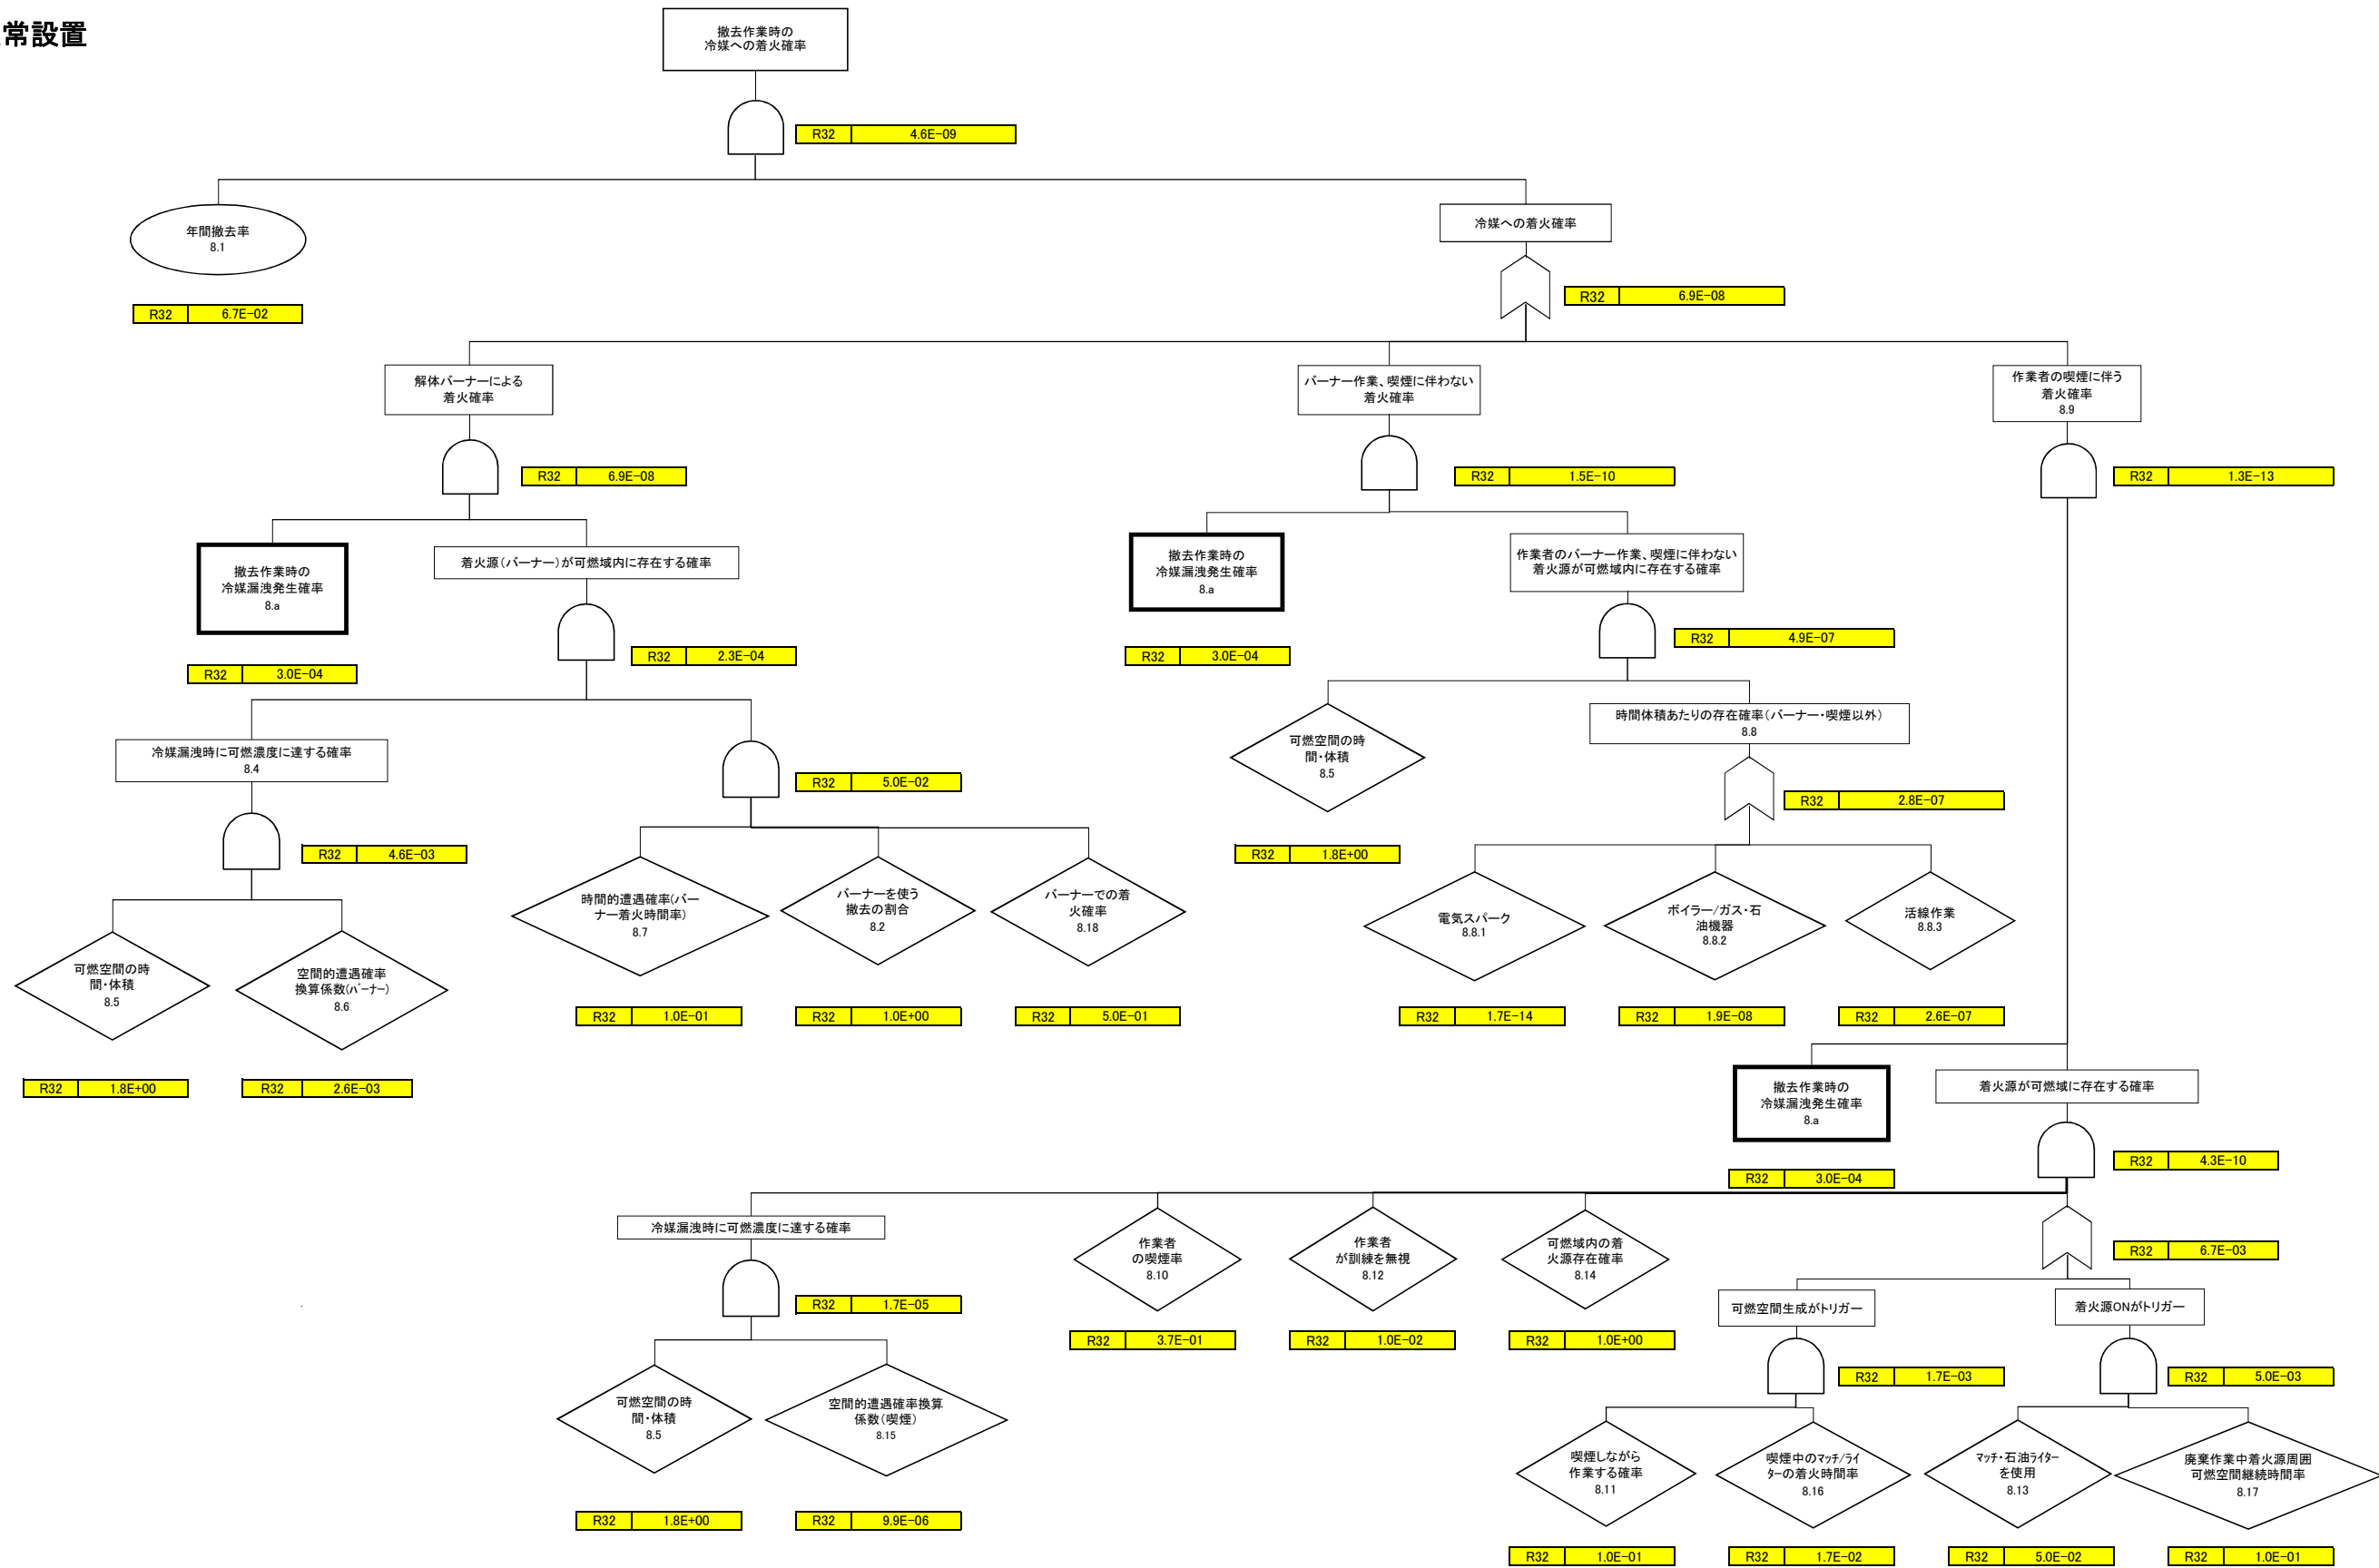 常設置
撤去作業時の
冷媒への着火確率
R32 4.6E-09
年間撤去率
8.1
R32 6.7E-02
冷媒への着火確率
R32 6.9E-08
解体バーナーによる
着火確率
R32 6.9E-08
バーナー作業、喫煙に伴わない
着火確率
R32 1.5E-10
作業者の喫煙に伴う
着火確率
8.9
R32 1.3E-13
撤去作業時の
冷媒漏洩発生確率
8.a
R32 3.0E-04
着火源(バーナー)が可燃域内に存在する確率
R32 2.3E-04
撤去作業時の
冷媒漏洩発生確率
8.a
R32 3.0E-04
作業者のバーナー作業、喫煙に伴わない
着火源が可燃域内に存在する確率
R32 4.9E-07
冷媒漏洩時に可燃濃度に達する確率
8.4
R32 4.6E-03
R32 5.0E-02
可燃空間の時
間・体積
8.5
R32 1.8E+00
時間体積あたりの存在確率(バーナー・喫煙以外)
8.8
R32 2.8E-07
可燃空間の時
間・体積
8.5
R32 1.8E+00
空間的遭遇確率
換算係数(バーナー)
8.6
R32 2.6E-03
時間的遭遇確率(バー
ナー着火時間率)
8.7
R32 1.0E-01
バーナーを使う
撤去の割合
8.2
R32 1.0E+00
バーナーでの着
火確率
8.18
R32 5.0E-01
電気スパーク
8.8.1
R32 1.7E-14
ボイラー/ガス・石
油機器
8.8.2
R32 1.9E-08
活線作業
8.8.3
R32 2.6E-07
撤去作業時の
冷媒漏洩発生確率
8.a
R32 3.0E-04
着火源が可燃域に存在する確率
R32 4.3E-10
冷媒漏洩時に可燃濃度に達する確率
R32 1.7E-05
作業者
の喫煙率
8.10
R32 3.7E-01
作業者
が訓練を無視
8.12
R32 1.0E-02
可燃域内の着
火源存在確率
8.14
R32 1.0E+00
R32 6.7E-03
可燃空間生成がトリガー
R32 1.7E-03
着火源ONがトリガー
R32 5.0E-03
可燃空間の時
間・体積
8.5
R32 1.8E+00
空間的遭遇確率換算
係数(喫煙)
8.15
R32 9.9E-06
喫煙しながら
作業する確率
8.11
R32 1.0E-01
喫煙中のマッチ/ライ
ターの着火時間率
8.16
R32 1.7E-02
マッチ・石油ライター
を使用
8.13
R32 5.0E-02
廃棄作業中着火源周囲
可燃空間継続時間率
8.17
R32 1.0E-01